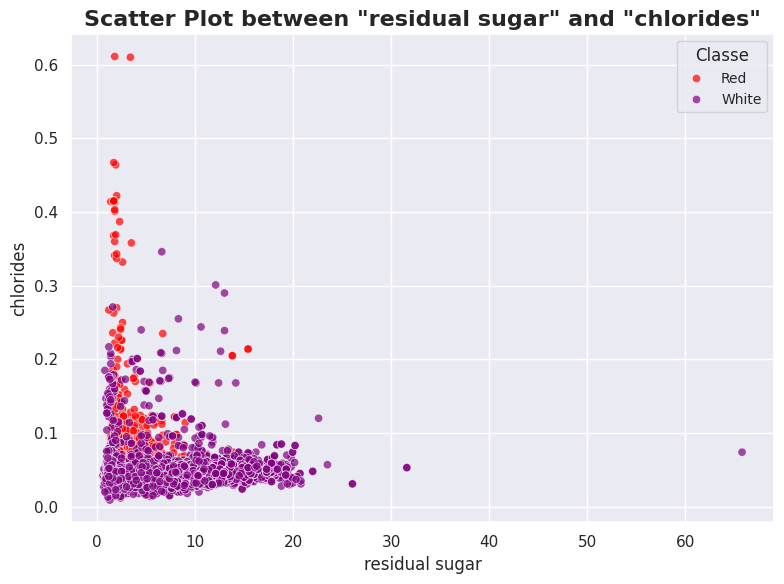 Scatter Plot between "residual sugar" and "chlorides"
Classe
Red
White
chlorides
0.6
0.5
0.4
0.3
0.2
0.1
0.0
0 10 20 30 40 50 60
residual sugar